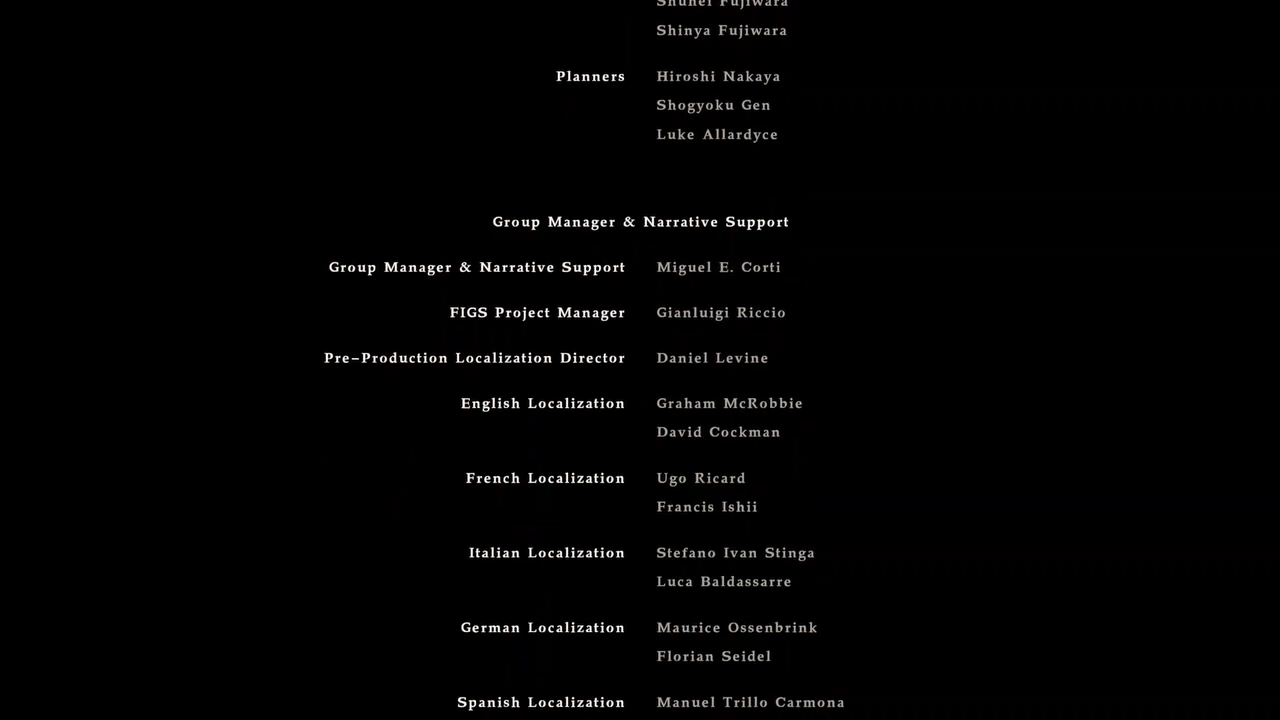 Shunei Fujiwara
Shinya Fujiwara
Planners Hiroshi Nakaya
Shogyoku Gen
Luke Allardyce
Group Manager & Narrative Support
Group Manager & Narrative Support Miguel E. Corti
FIGS Project Manager Gianluigi Riccio
Pre-Production Localization Director Daniel Levine
English Localization Graham McRobbie
David Cockman
French Localization Ugo Ricard
Francis Ishii
Italian Localization Stefano Ivan Stinga
Luca Baldassarre
German Localization Maurice Ossenbrink
Florian Seidel
Spanish Localization Manuel Trillo Carmona